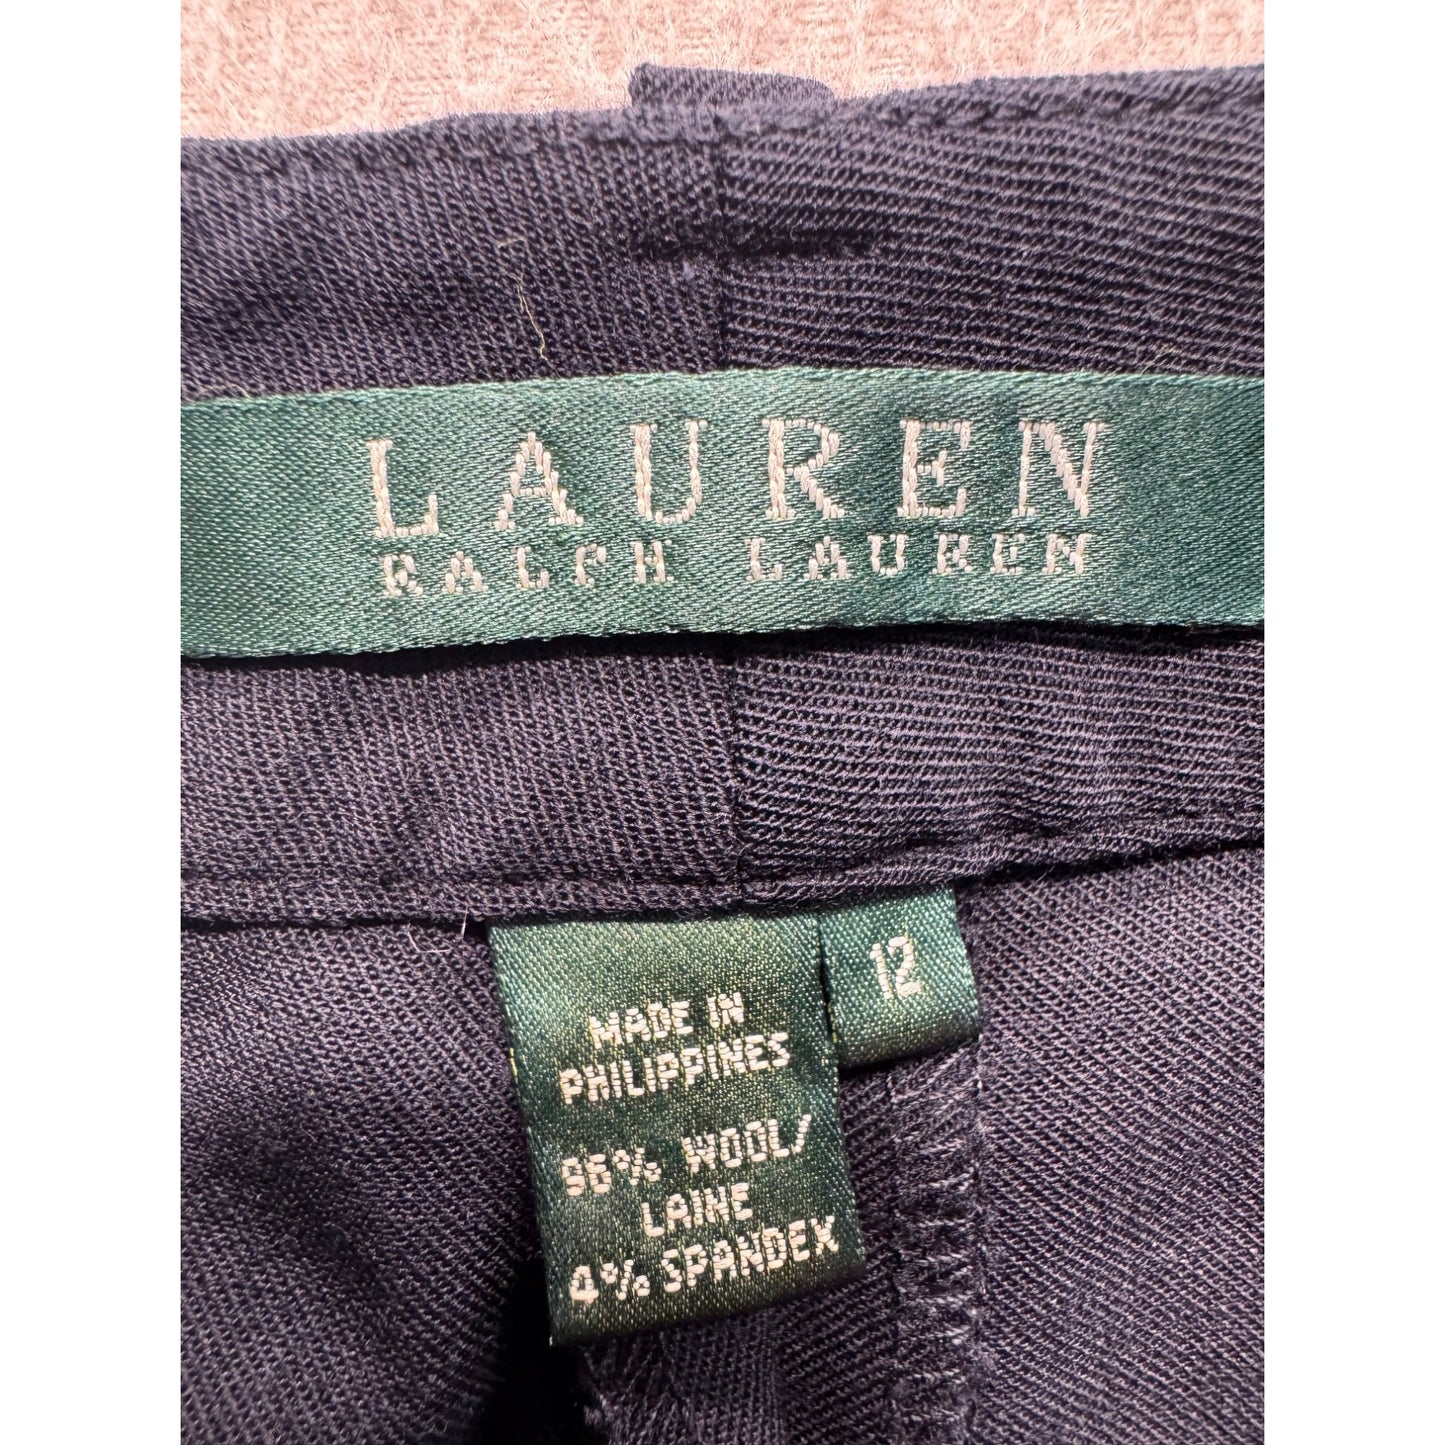 LAUREN
RALPH LAUREN
12
MADE IN
PHILIPPINES
96% WOOL/
LAINE
4% SPANDEX